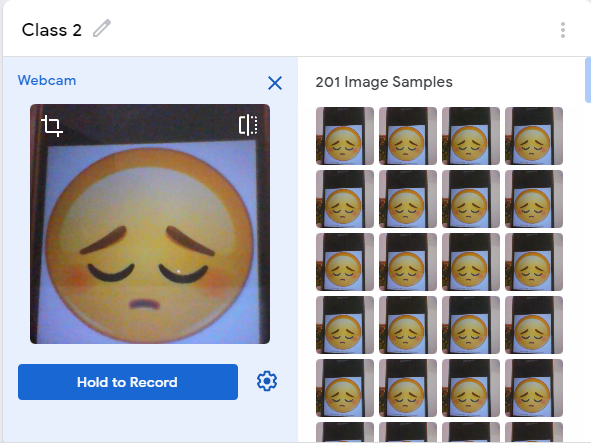 Class 2
Webcam
201 Image Samples
Hold to Record